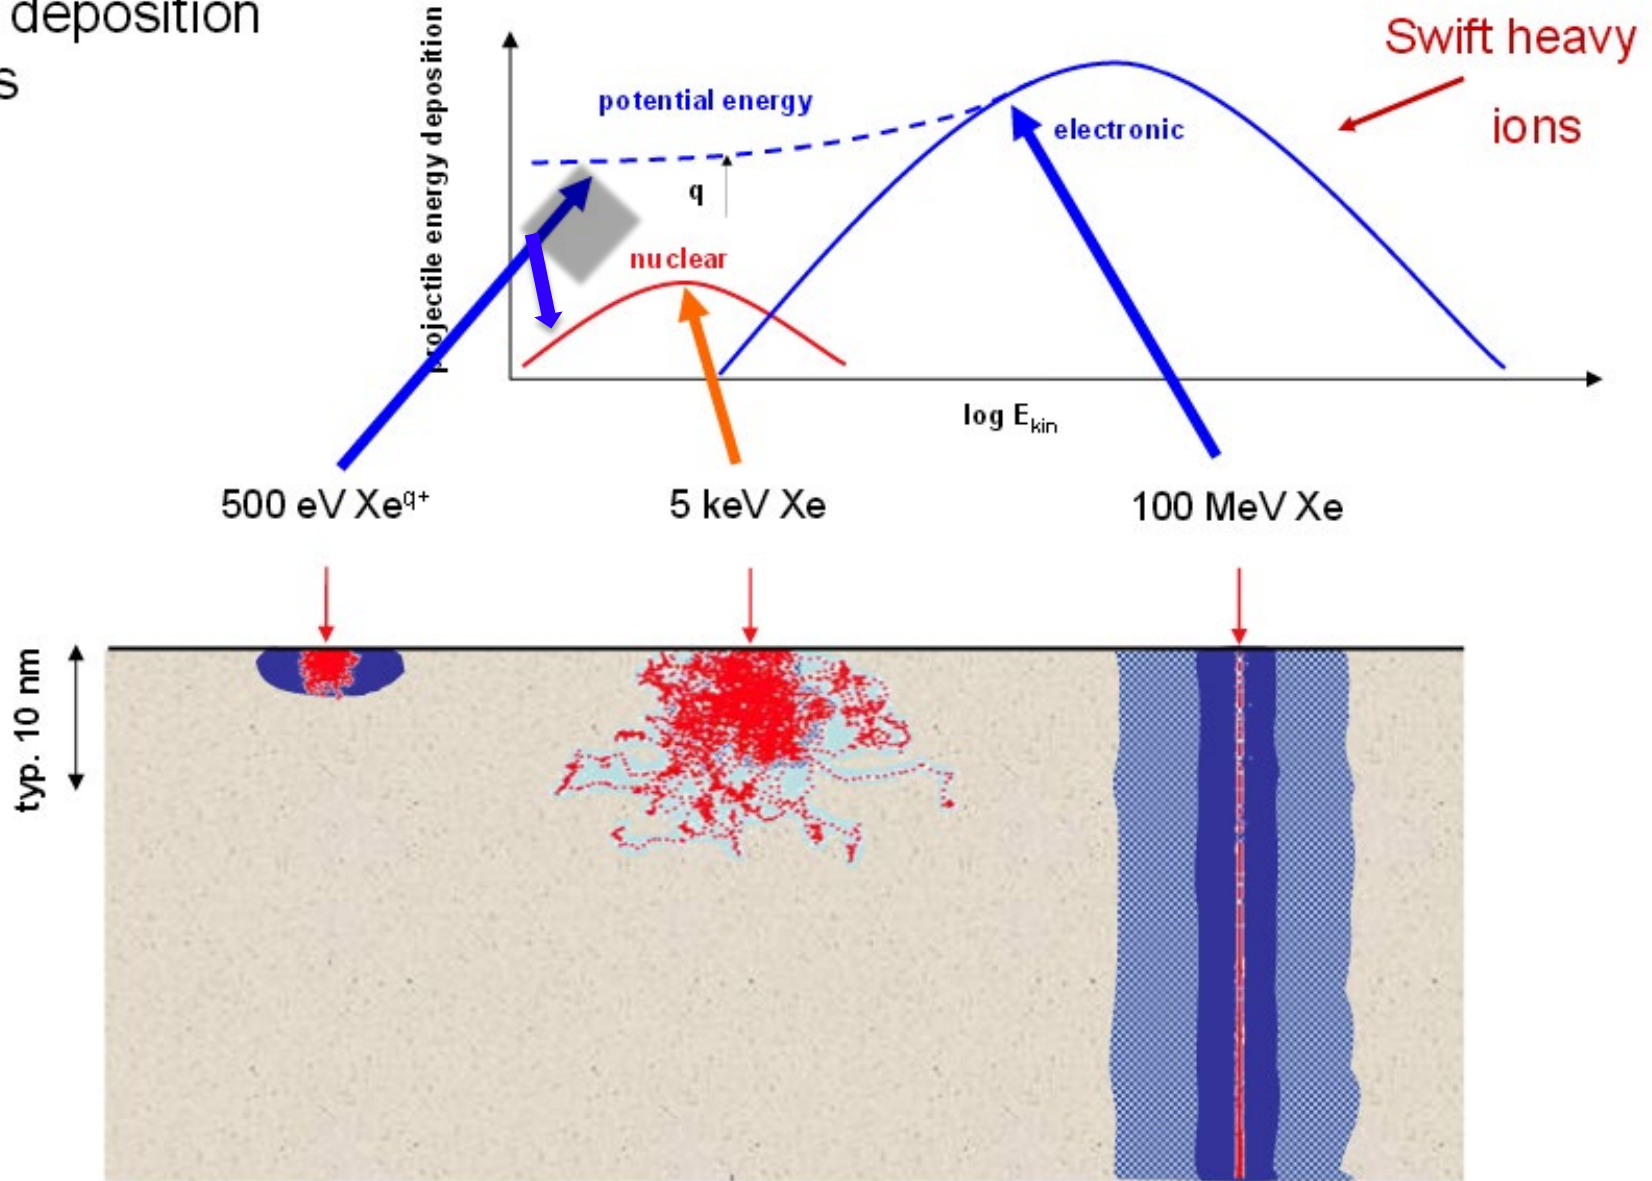 deposition
s
projectile energy deposition
potential energy
electronic
q
nuclear
log Ekin
Swift heavy
ions
500 eV Xeq+
5 keV Xe
100 MeV Xe
typ. 10 nm